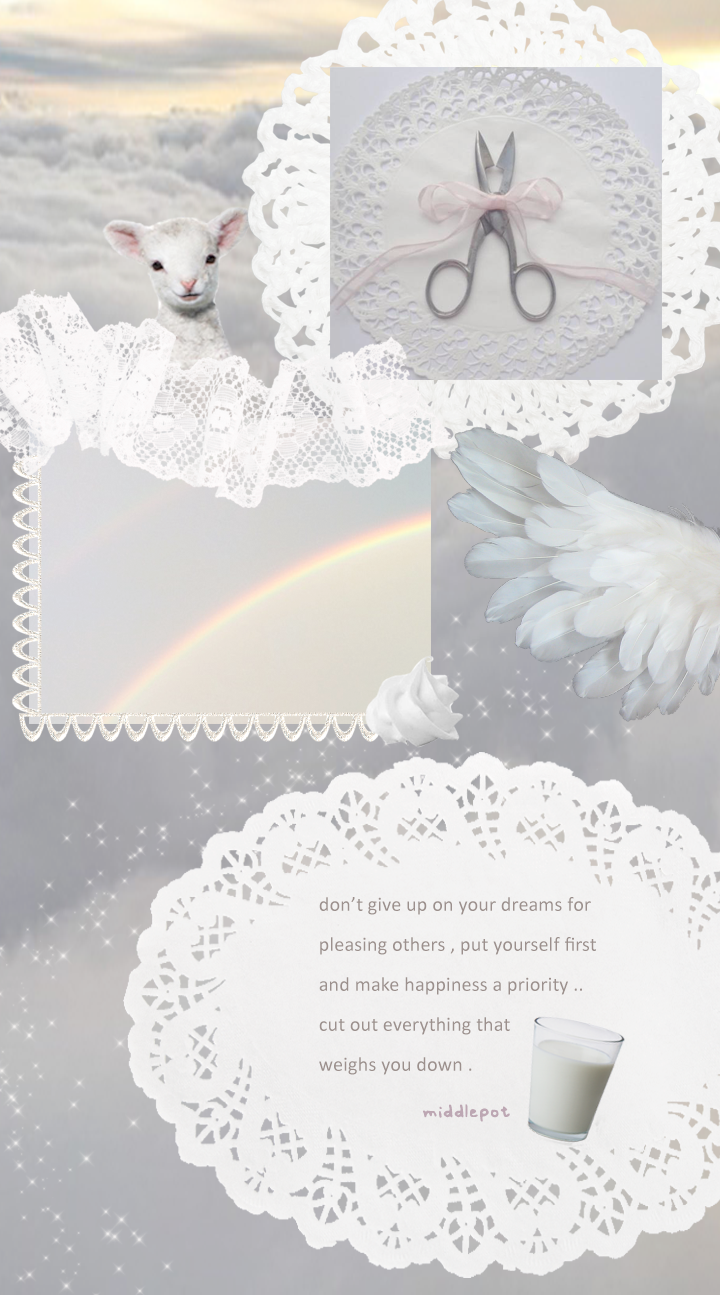 don’t give up on your dreams for
pleasing others , put yourself first
and make happiness a priority ..
cut out everything that
weighs you down .
middlepot